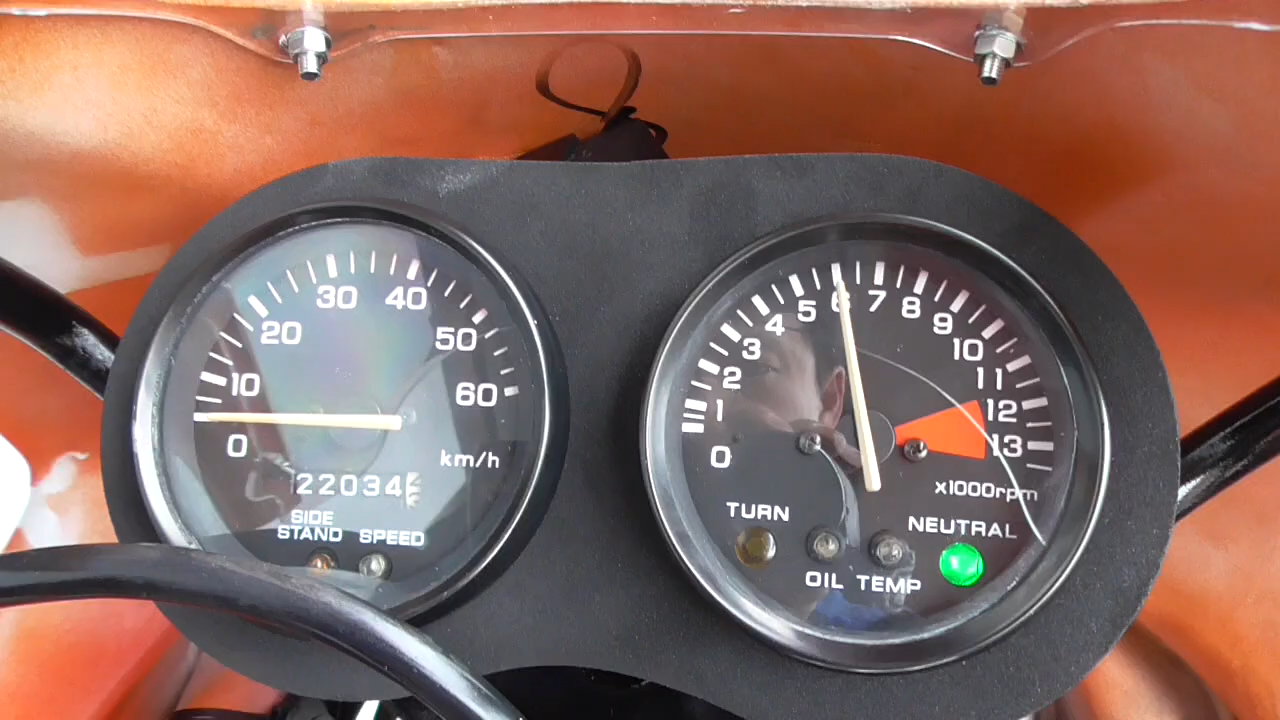 0 10 20 30 40 50 60
km/h
22034
SIDE
STAND SPEED
0 1 2 3 4 5 6 7 8 9 10 11 12 13
x1000rpm
TURN
NEUTRAL
OIL TEMP